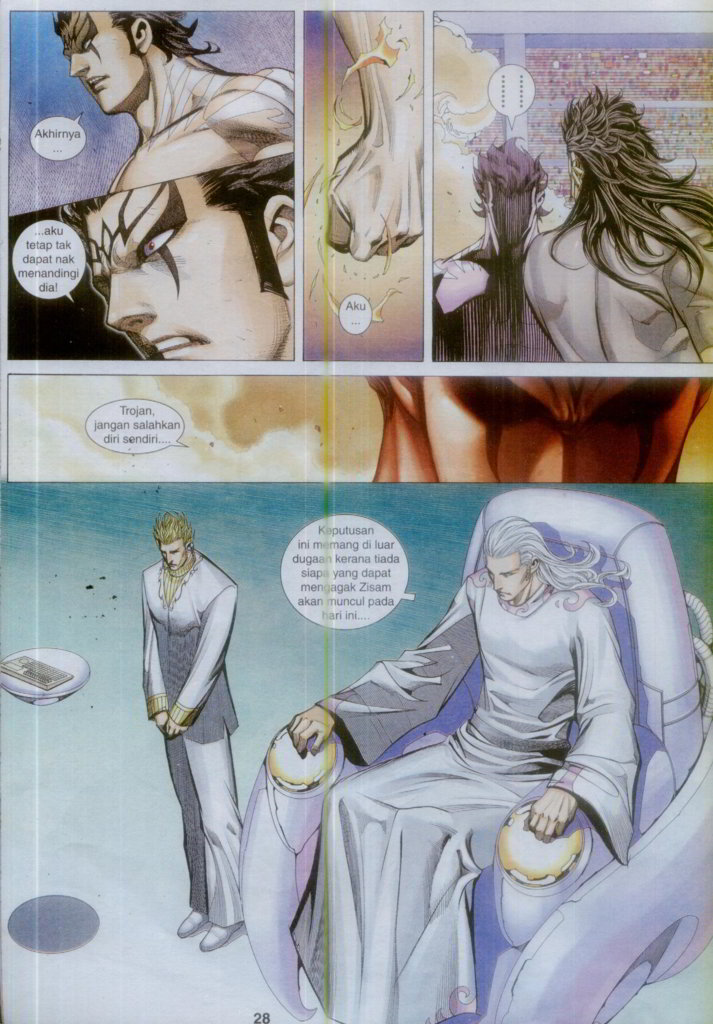 Akhirnya
...
...aku
tetap tak
dapat nak
menandingi
dia!
Aku
...
Trojan,
jangan salahkan
diri sendiri....
Keputusan
ini memang di luar
dugaan kerana tiada
siapa yang dapat
mengagak Zisam
akan muncul pada
hari ini....
28